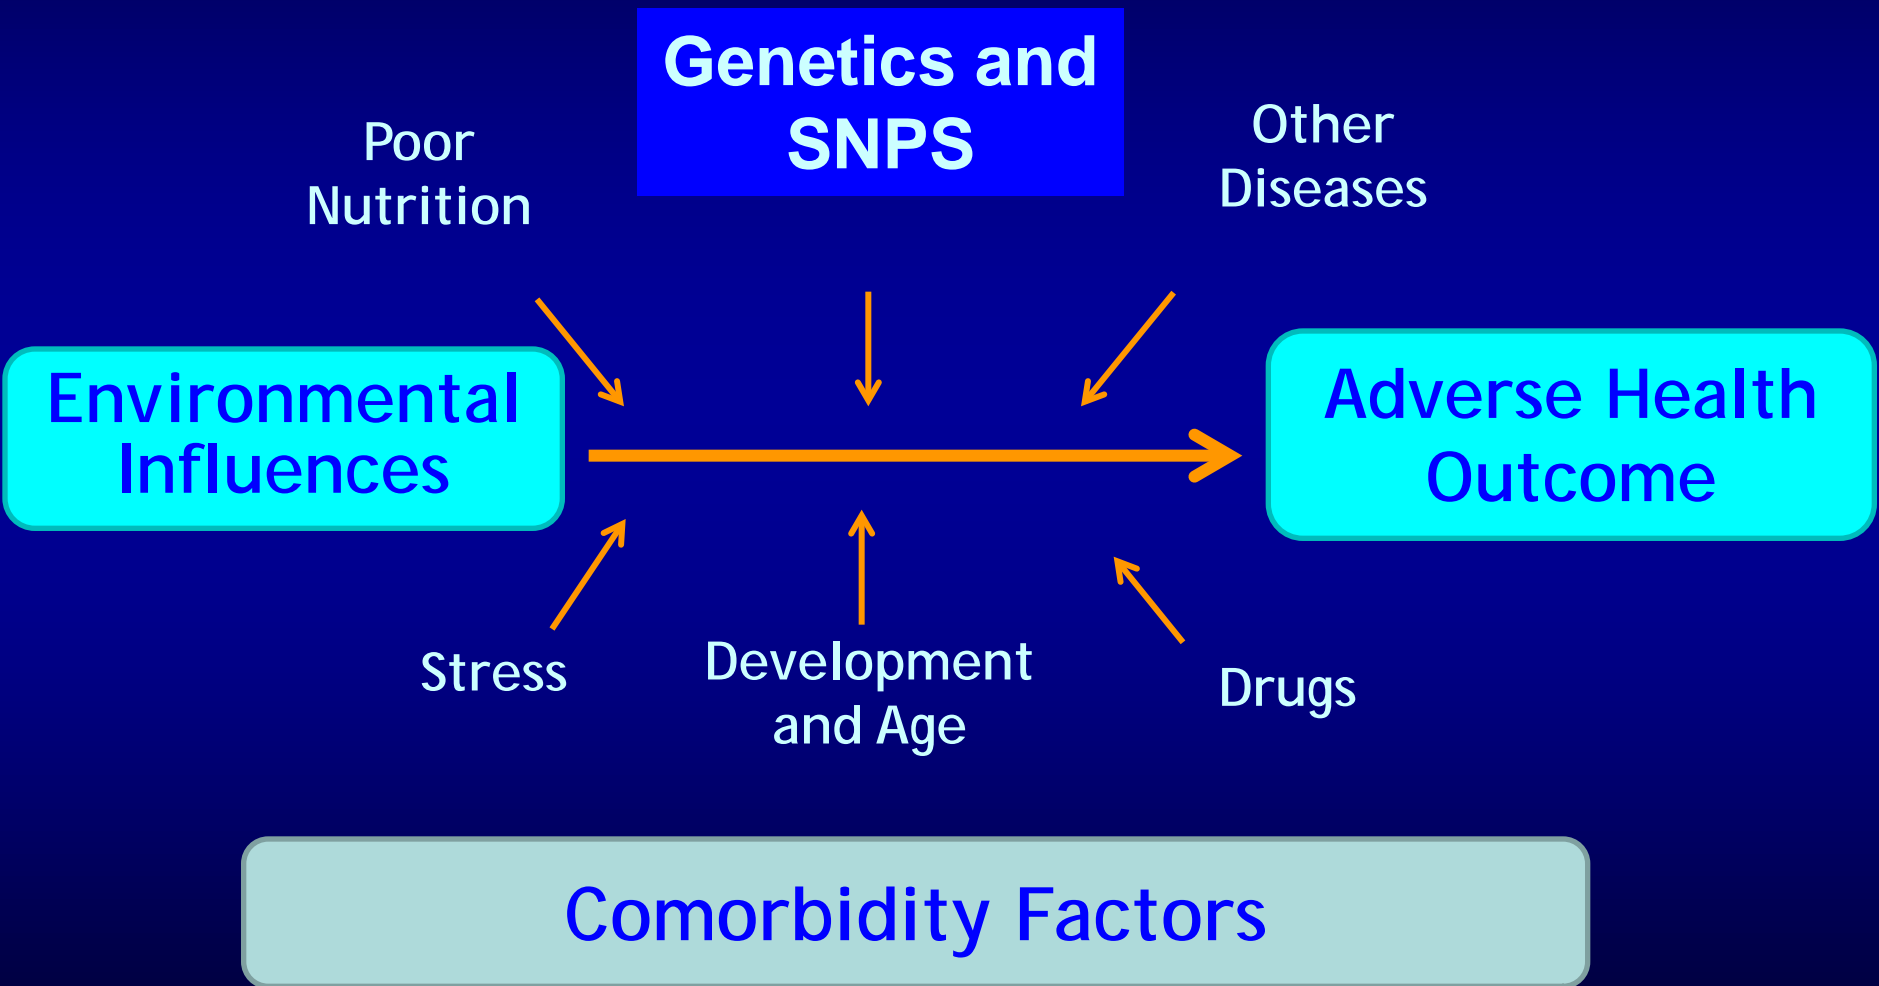 Genetics and
SNPS
Poor
Nutrition
Other
Diseases
Environmental
Influences
Adverse Health
Outcome
Stress
Development
and Age
Drugs
Comorbidity Factors